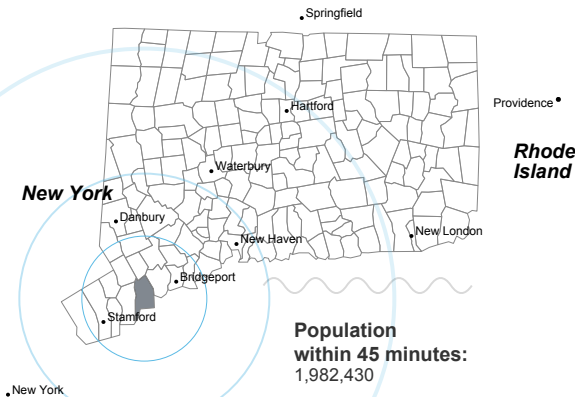 Springfield
Providence
Hartford
Rhode
Island
Waterbury
New York
Danbury
New London
New Haven
Bridgeport
Stamford
Population
within 45 minutes:
1,982,430
New York